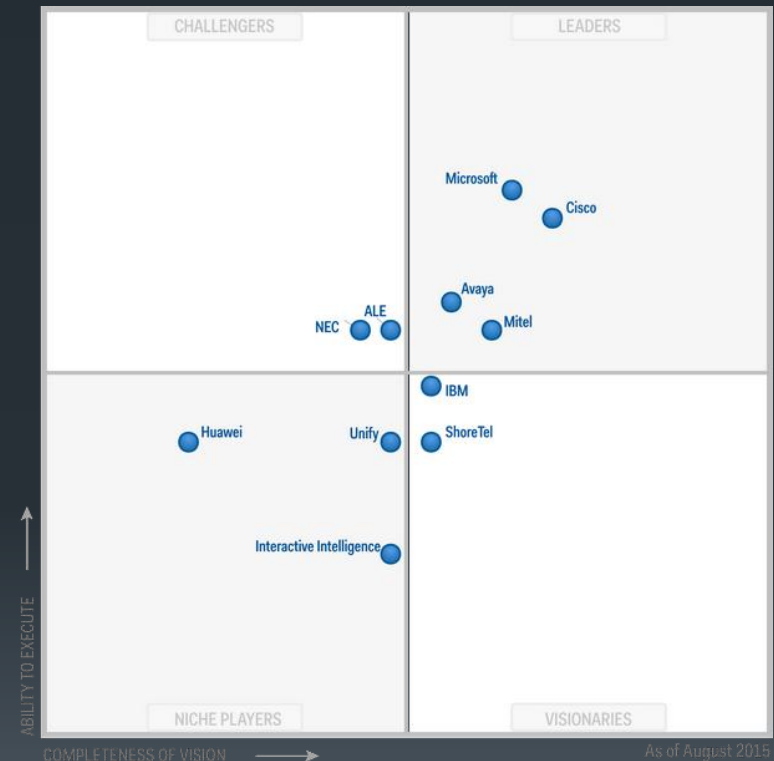 CHALLENGERS
LEADERS
Microsoft
Cisco
Avaya
ALE
NEC
Mitel
IBM
Huawei
Unify
ShoreTel
Interactive Intelligence
ABILITY TO EXECUTE
NICHE PLAYERS
VISIONARIES
COMPLETENESS OF VISION
As of August 2015